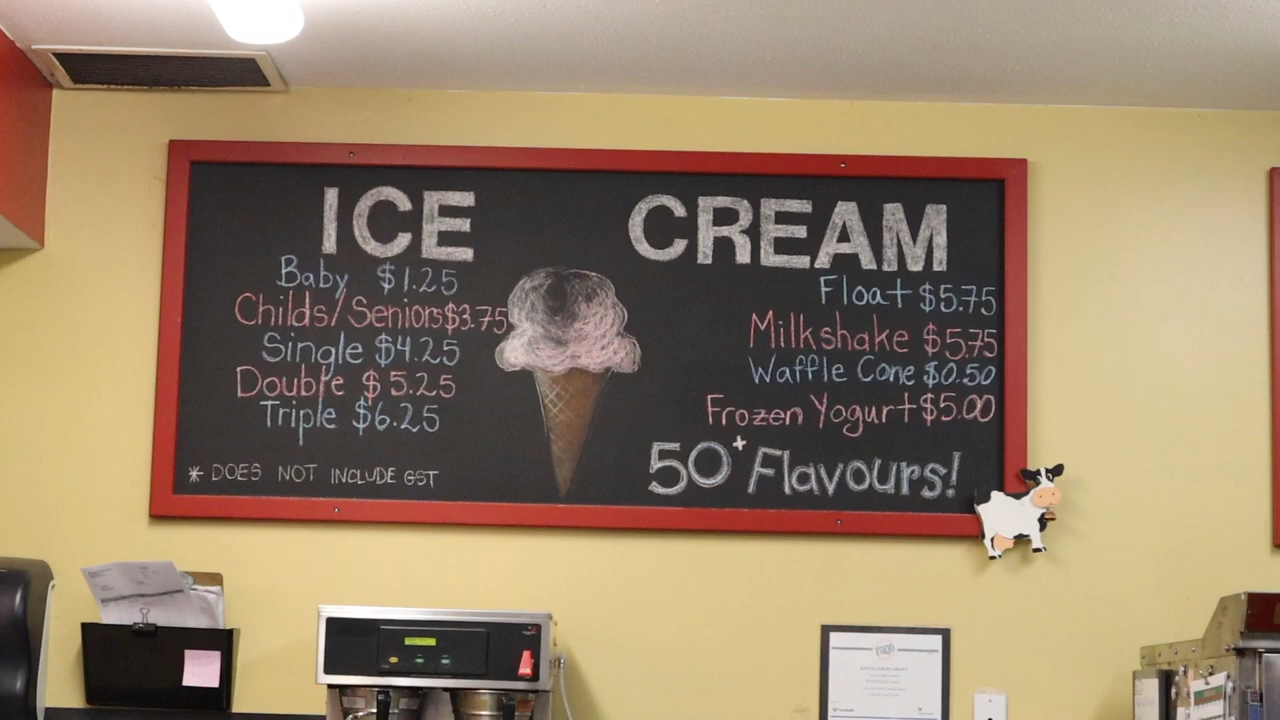 ICE CREAM
Baby $1.25
Childs/Seniors $3.75
Single $4.25
Double $5.25
Triple $6.25
* DOES NOT INCLUDE GST
Float $5.75
Milkshake $5.75
Waffle Cone $0.50
Frozen Yogurt $5.00
50+ Flavours!